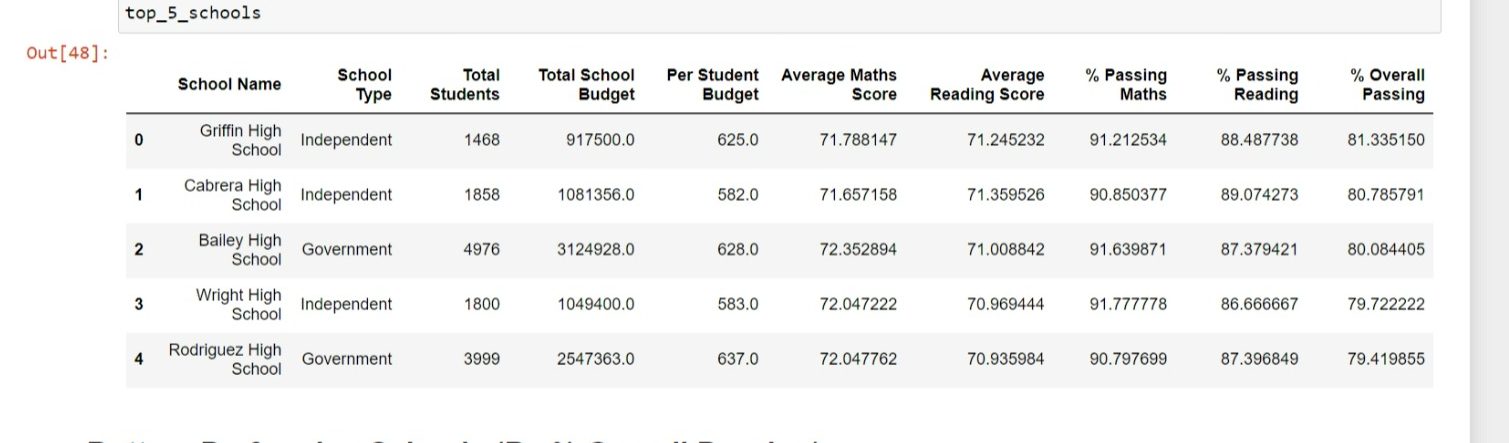 top_5_schools
Out[48]:
School Name School Type Total Students Total School Budget Per Student Budget Average Maths Score Average Reading Score % Passing Maths % Passing Reading % Overall Passing
0 Griffin High School Independent 1468 917500.0 625.0 71.788147 71.245232 91.212534 88.487738 81.335150
1 Cabrera High School Independent 1858 1081356.0 582.0 71.657158 71.359526 90.850377 89.074273 80.785791
2 Bailey High School Government 4976 3124928.0 628.0 72.352894 71.008842 91.639871 87.379421 80.084405
3 Wright High School Independent 1800 1049400.0 583.0 72.047222 70.969444 91.777778 86.666667 79.722222
4 Rodriguez High School Government 3999 2547363.0 637.0 72.047762 70.935984 90.797699 87.396849 79.419855